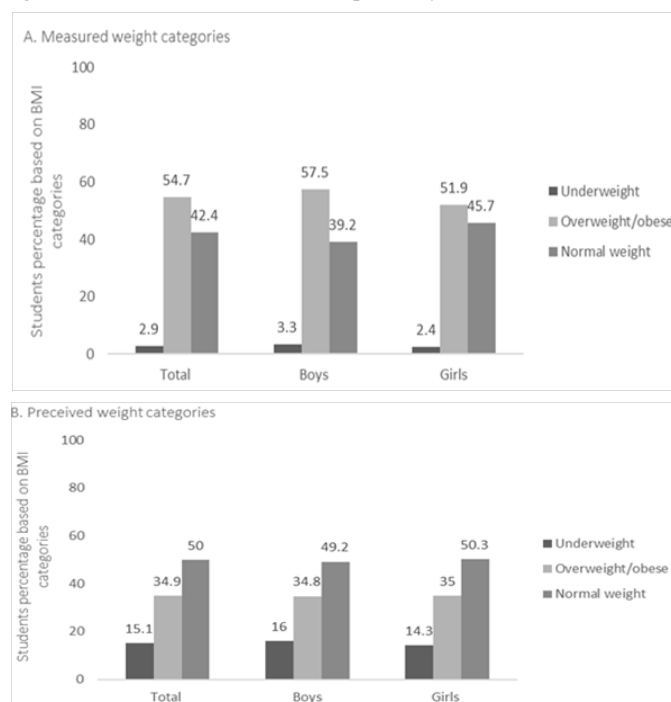 A. Measured weight categories
Students percentage based on BMI
categories
100
80
60
40
20
0
2.9
54.7
42.4
3.3
57.5
39.2
2.4
51.9
45.7
Total
Boys
Girls
Underweight
Overweight/obese
Normal weight
B. Preceived weight categories
Students percentage based on BMI
categories
100
80
60
40
20
0
15.1
34.9
50
16
34.8
49.2
14.3
35
50.3
Total
Boys
Girls
Underweight
Overweight/obese
Normal weight